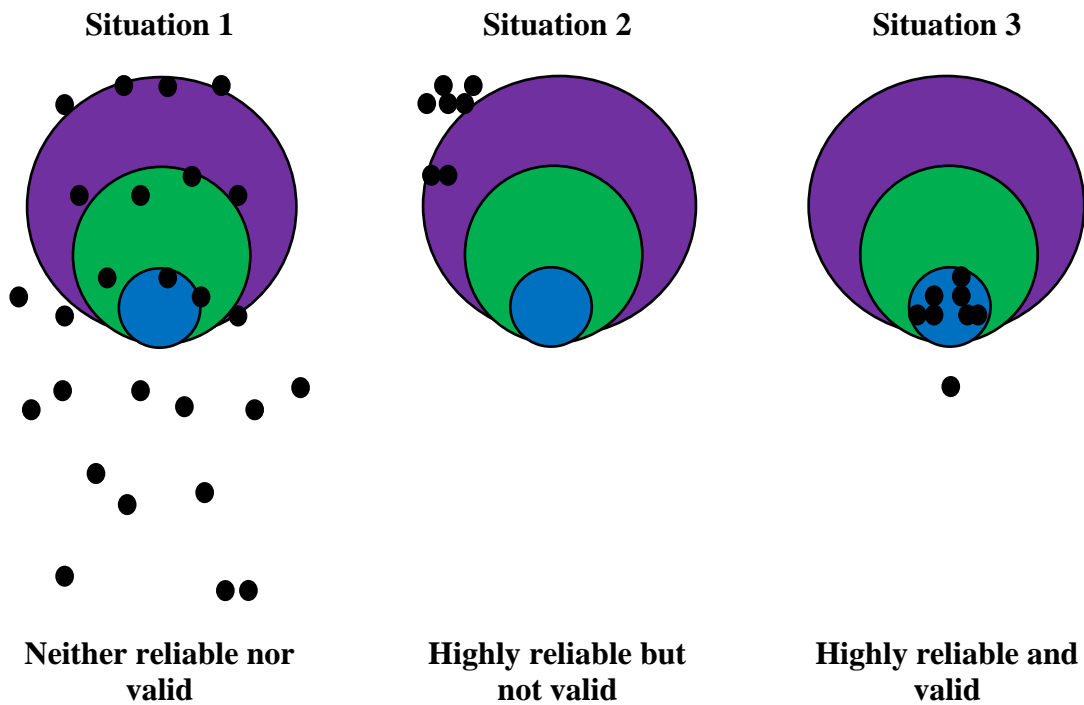 Situation 1
Situation 2
Situation 3
Neither reliable nor
valid
Highly reliable but
not valid
Highly reliable and
valid